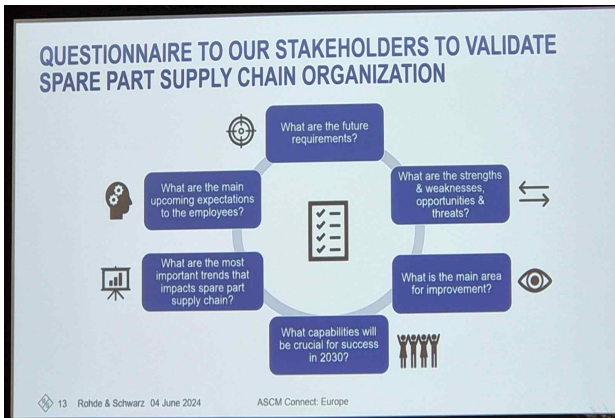 QUESTIONNAIRE TO OUR STAKEHOLDERS TO VALIDATE
SPARE PART SUPPLY CHAIN ORGANIZATION
What are the future
requirements?
What are the strengths
& weaknesses,
opportunities &
threats?
What is the main area
for improvement?
What capabilities will
be crucial for success
in 2030?
What are the most
important trends that
impacts spare part
supply chain?
What are the main
upcoming expectations
to the employees?
13 Rohde & Schwarz 04 June 2024 ASCM Connect: Europe